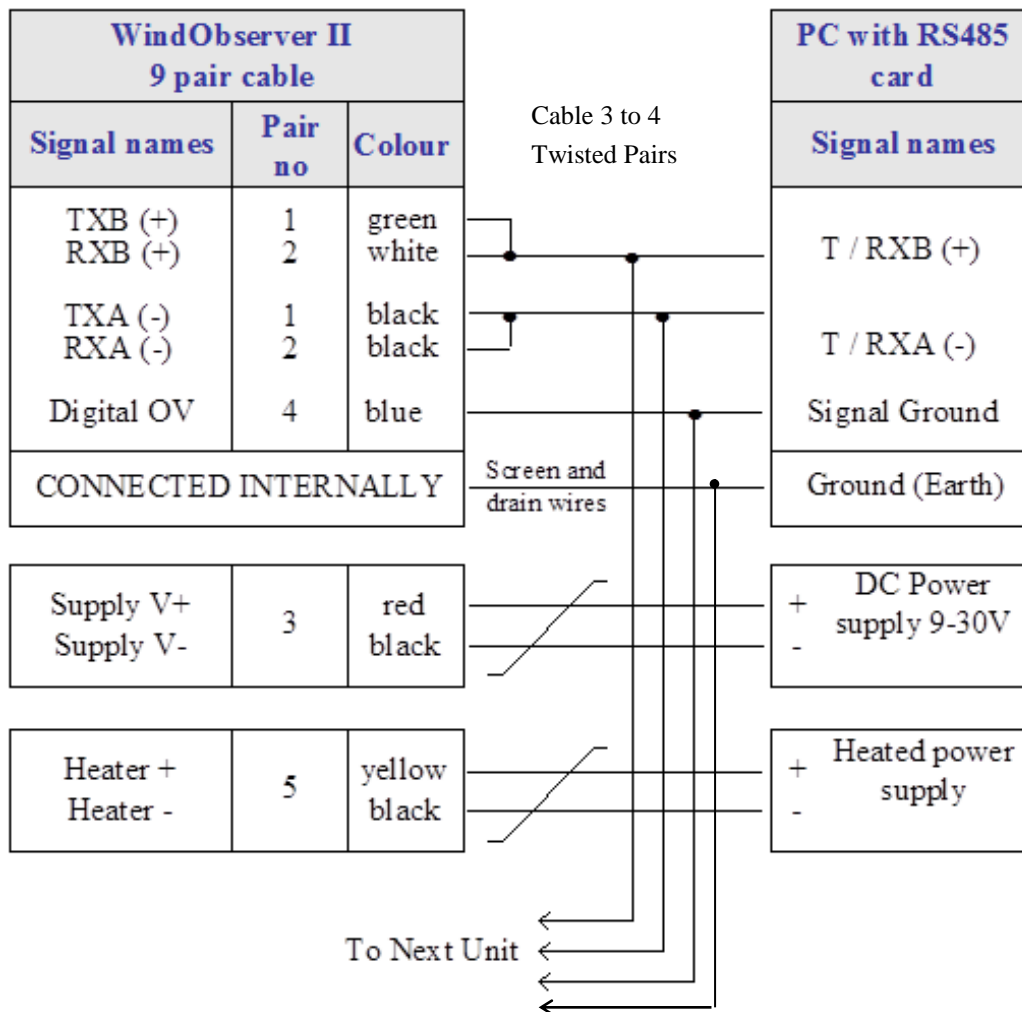 WindObserver II
9 pair cable
PC with RS485
card
Cable 3 to 4
Twisted Pairs
Signal names Pair no Colour Signal names
TXB (+) 1 green
RXB (+) 2 white
T / RXB (+)
TXA (-) 1 black
RXA (-) 2 black
T / RXA (-)
Digital OV 4 blue Signal Ground
CONNECTED INTERNALLY
Screen and
drain wires
Ground (Earth)
Supply V+ red
Supply V- black
3
+ -
DC Power
supply 9-30V
Heater + yellow
Heater - black
5
+ -
Heated power
supply
To Next Unit